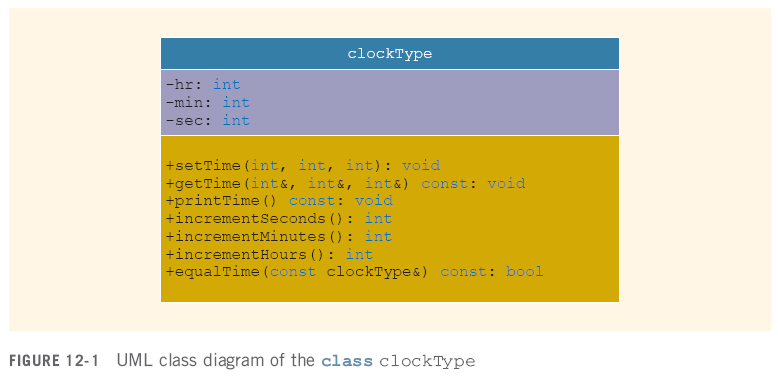 clockType
-hr: int
-min: int
-sec: int
+setTime(int, int, int): void
+getTime(int&, int&, int&) const: void
+printTime() const: void
+incrementSeconds(): int
+incrementMinutes(): int
+incrementHours(): int
+equalTime(const clockType&) const: bool
FIGURE 12-1 UML class diagram of the class clockType